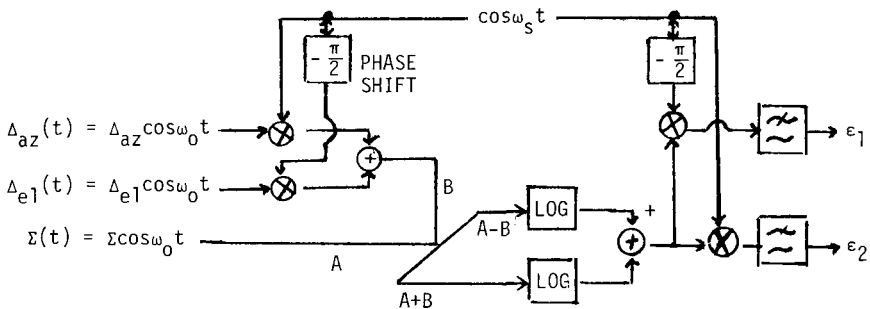 cosω_s t
- π/2
PHASE
SHIFT
- π/2
Δ_az(t) = Δ_az cosω_o t
+
ε_1
Δ_el(t) = Δ_el cosω_o t
B
LOG
+
Σ(t) = Σcosω_o t
A-B
+
ε_2
A
LOG
A+B